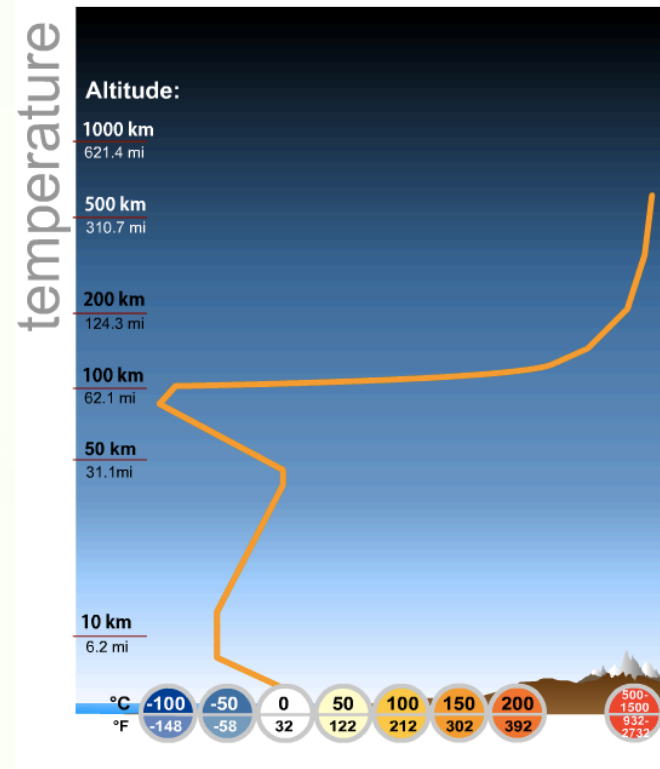 temperature
Altitude:
1000 km
621.4 mi
500 km
310.7 mi
200 km
124.3 mi
100 km
62.1 mi
50 km
31.1mi
10 km
6.2 mi
°C -100 -50 0 50 100 150 200 500-
1500
°F -148 -58 32 122 212 302 392 932-
2732